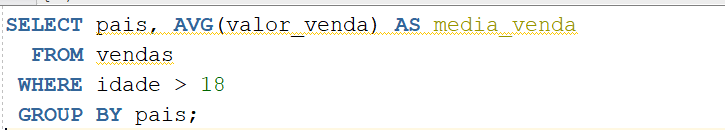 SELECT pais, AVG(valor_venda) AS media_venda
FROM vendas
WHERE idade > 18
GROUP BY pais;